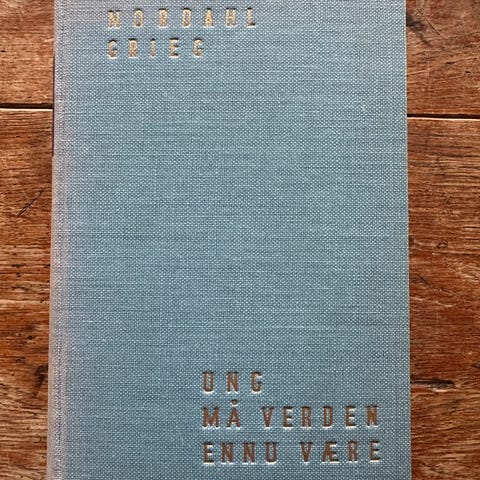 NORDAHL
GRIEG
UNG
MÅ VERDEN
ENNU VÆRE